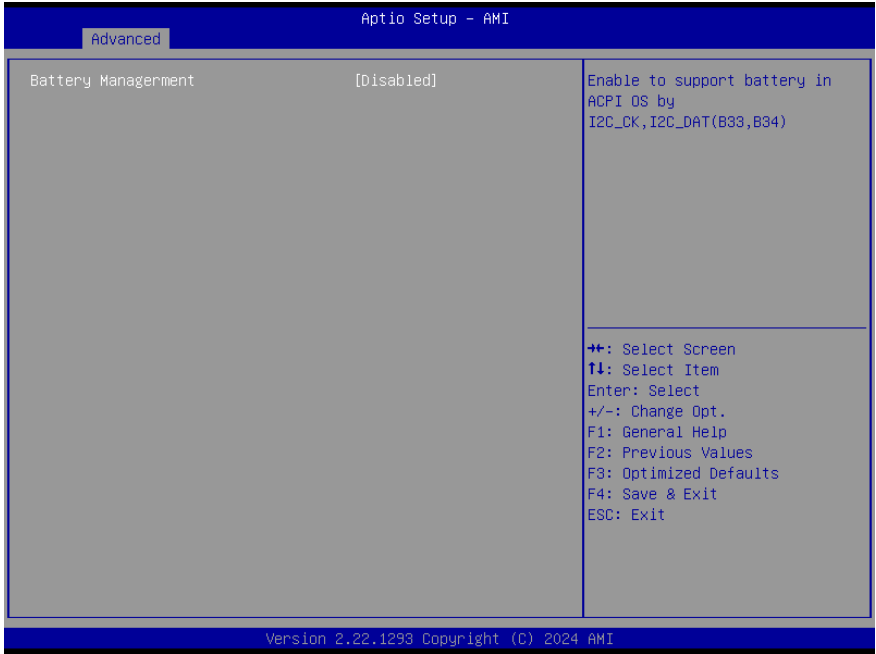 Aptio Setup - AMI
Advanced
Battery Managerment [Disabled]
Enable to support battery in
ACPI OS by
I2C_CK,I2C_DAT(B33,B34)
→←: Select Screen
↑↓: Select Item
Enter: Select
+/-: Change Opt.
F1: General Help
F2: Previous Values
F3: Optimized Defaults
F4: Save & Exit
ESC: Exit
Version 2.22.1293 Copyright (C) 2024 AMI